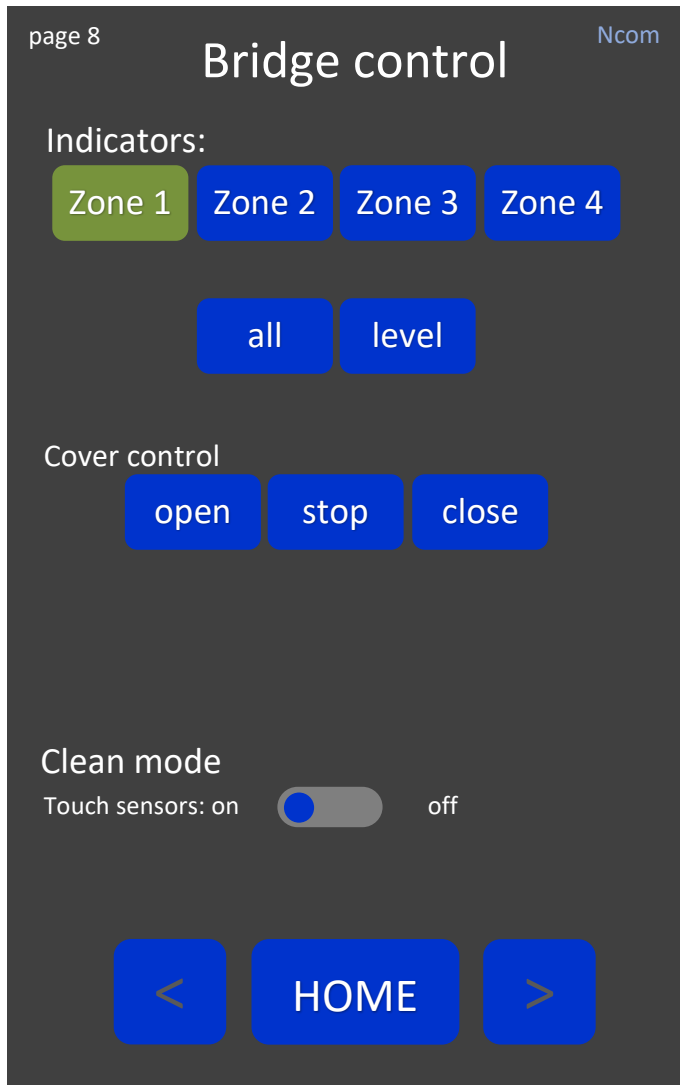 page 8
Ncom
Bridge control
Indicators:
Zone 1 Zone 2 Zone 3 Zone 4
all level
Cover control
open stop close
Clean mode
Touch sensors: on off
< HOME >